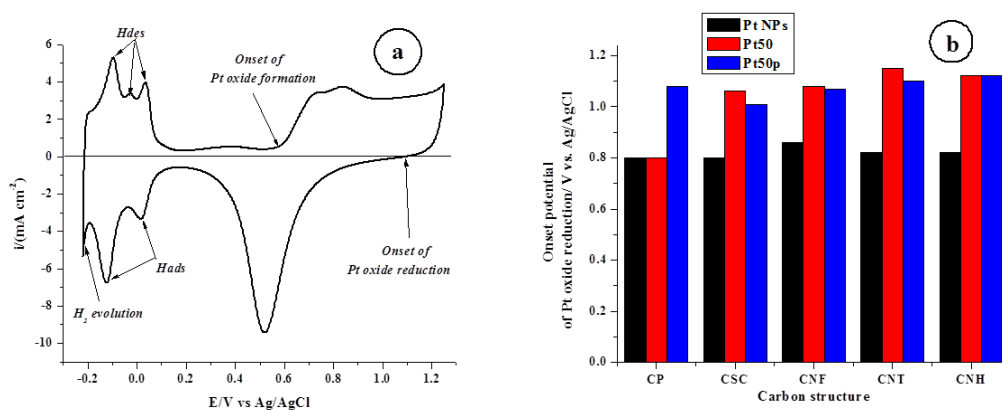 a
Hdes
Onset of
Pt oxide formation
Onset of
Pt oxide reduction
Hads
H2 evolution
6
4
2
0
-2
-4
-6
-8
-10
i/(mA cm-2)
-0.2 0.0 0.2 0.4 0.6 0.8 1.0 1.2
E/V vs Ag/AgCl
Pt NPs
Pt50
Pt50p
b
1.2
1.0
0.8
0.6
0.4
0.2
0.0
Onset potential
of Pt oxide reduction/ V vs. Ag/AgCl
CP CSC CNF CNT CNH
Carbon structure